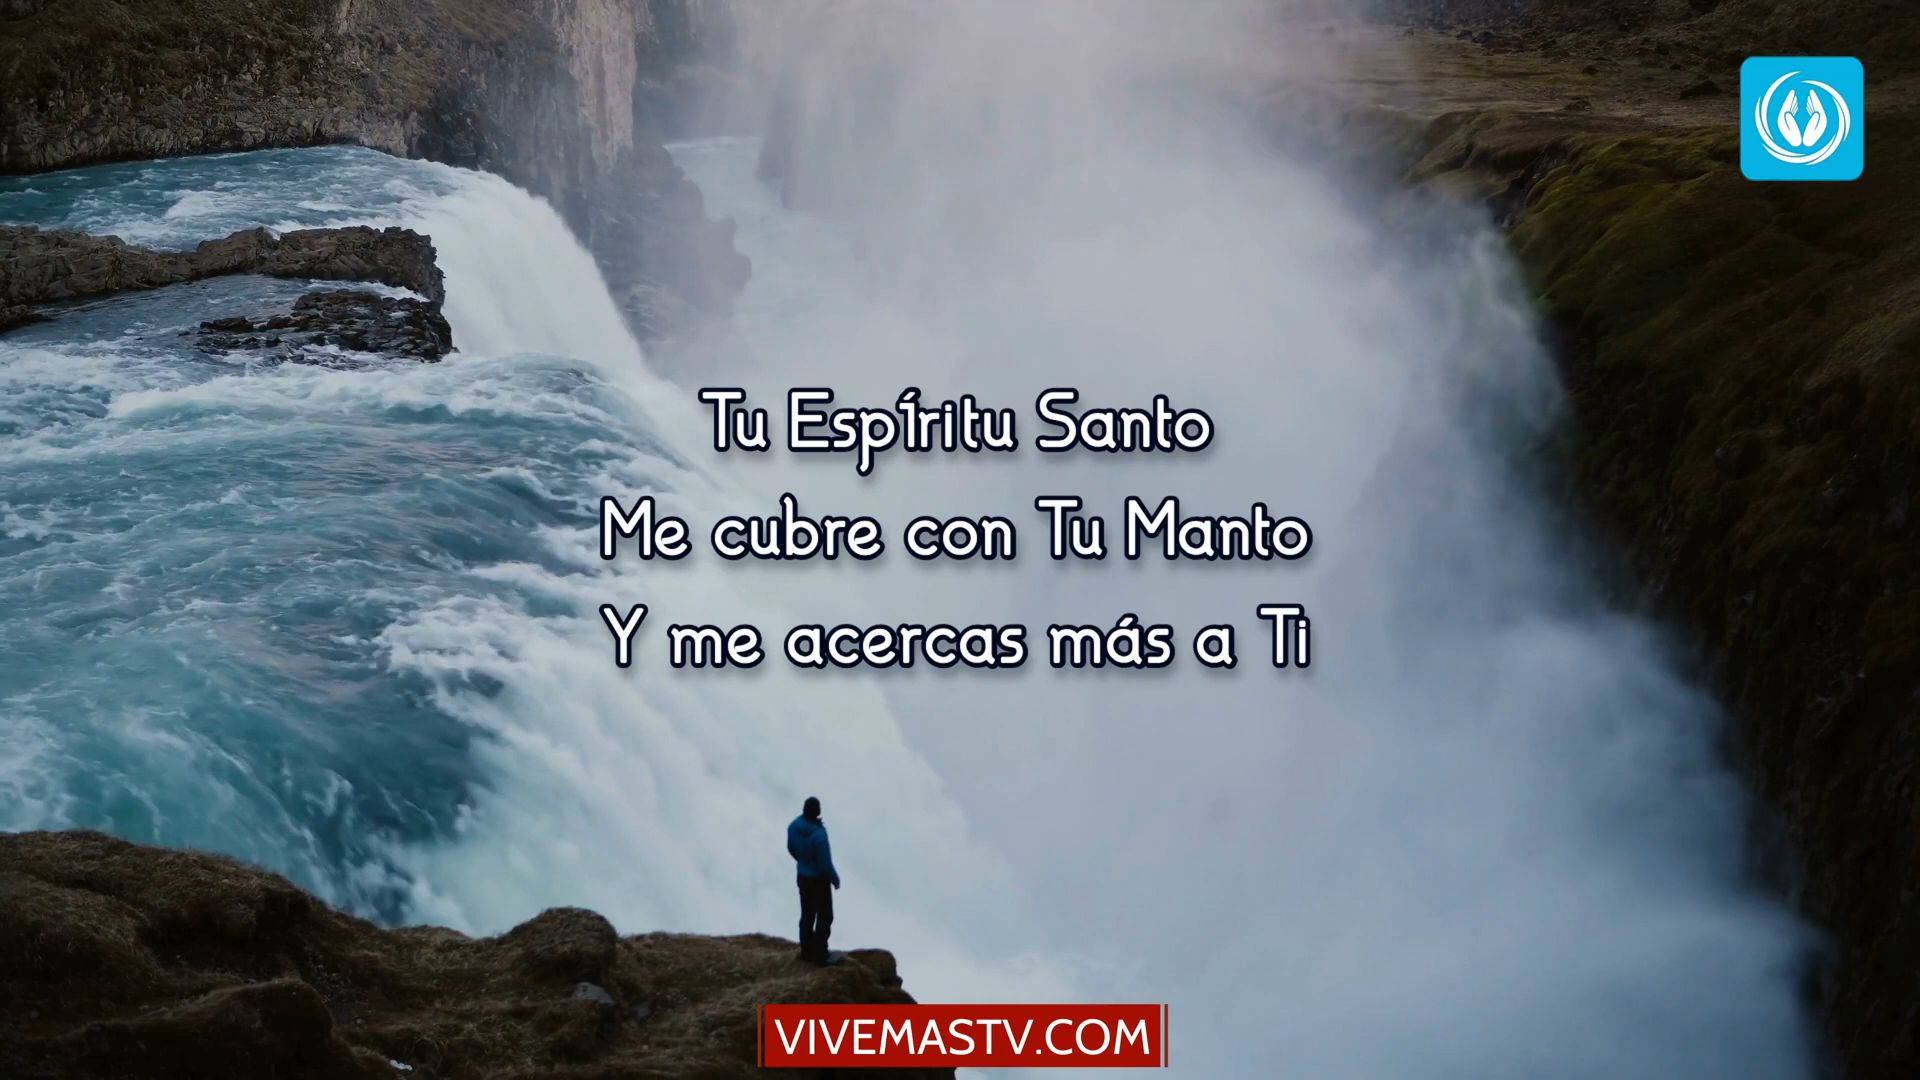 Tu Espíritu Santo
Me cubre con Tu Manto
Y me acercas más a Ti
VIVEMASTV.COM